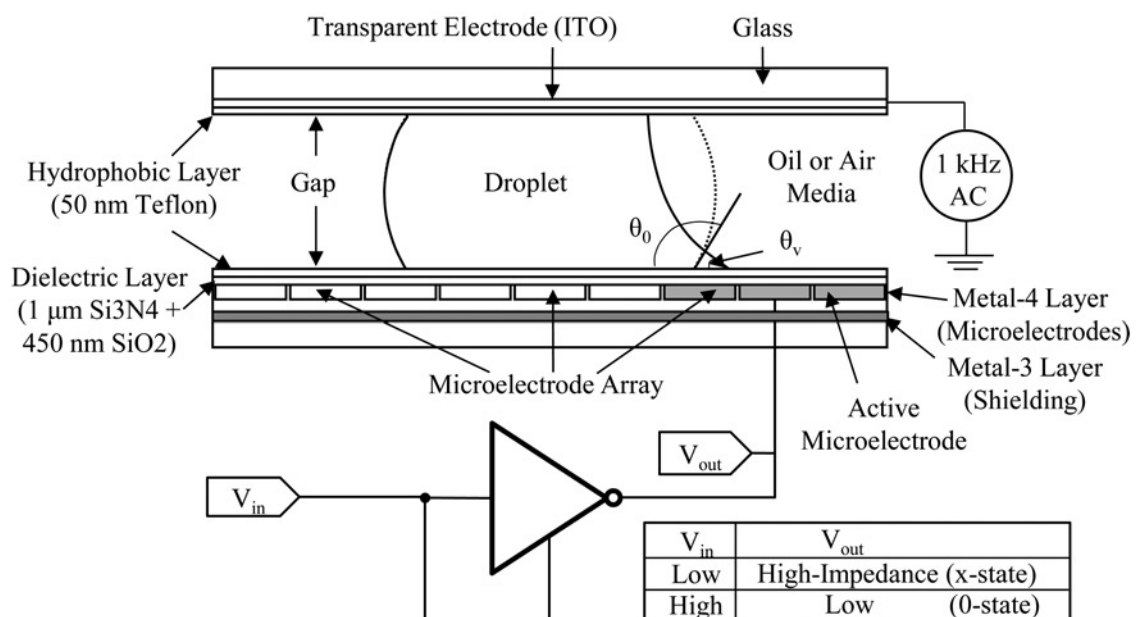 Transparent Electrode (ITO)
Glass
Hydrophobic Layer
(50 nm Teflon)
Gap
Droplet
Oil or Air
Media
1 kHz
AC
θ0
θv
Dielectric Layer
(1 μm Si3N4 +
450 nm SiO2)
Metal-4 Layer
(Microelectrodes)
Metal-3 Layer
(Shielding)
Microelectrode Array
Active
Microelectrode
Vout
Vin
Vin Vout
Low High-Impedance (x-state)
High Low (0-state)